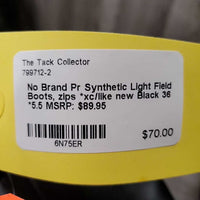 The Tack Collector
799712-2
No Brand Pr Synthetic Light Field
Boots, zips *xc/like new Black 36
*5.5 MSRP: $89.95
$70.00
6N75ER